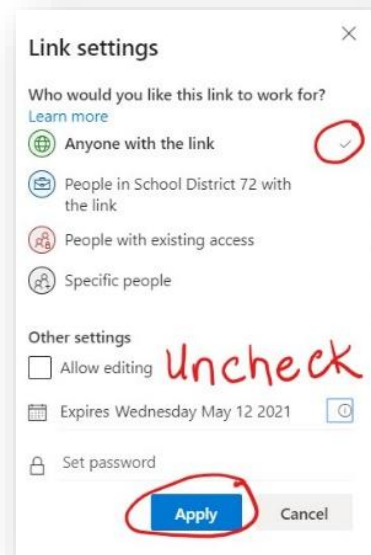 Link settings
Who would you like this link to work for?
Learn more
Anyone with the link
People in School District 72 with
the link
People with existing access
Specific people
Other settings
Allow editing Uncheck
Expires Wednesday May 12 2021
Set password
Apply Cancel